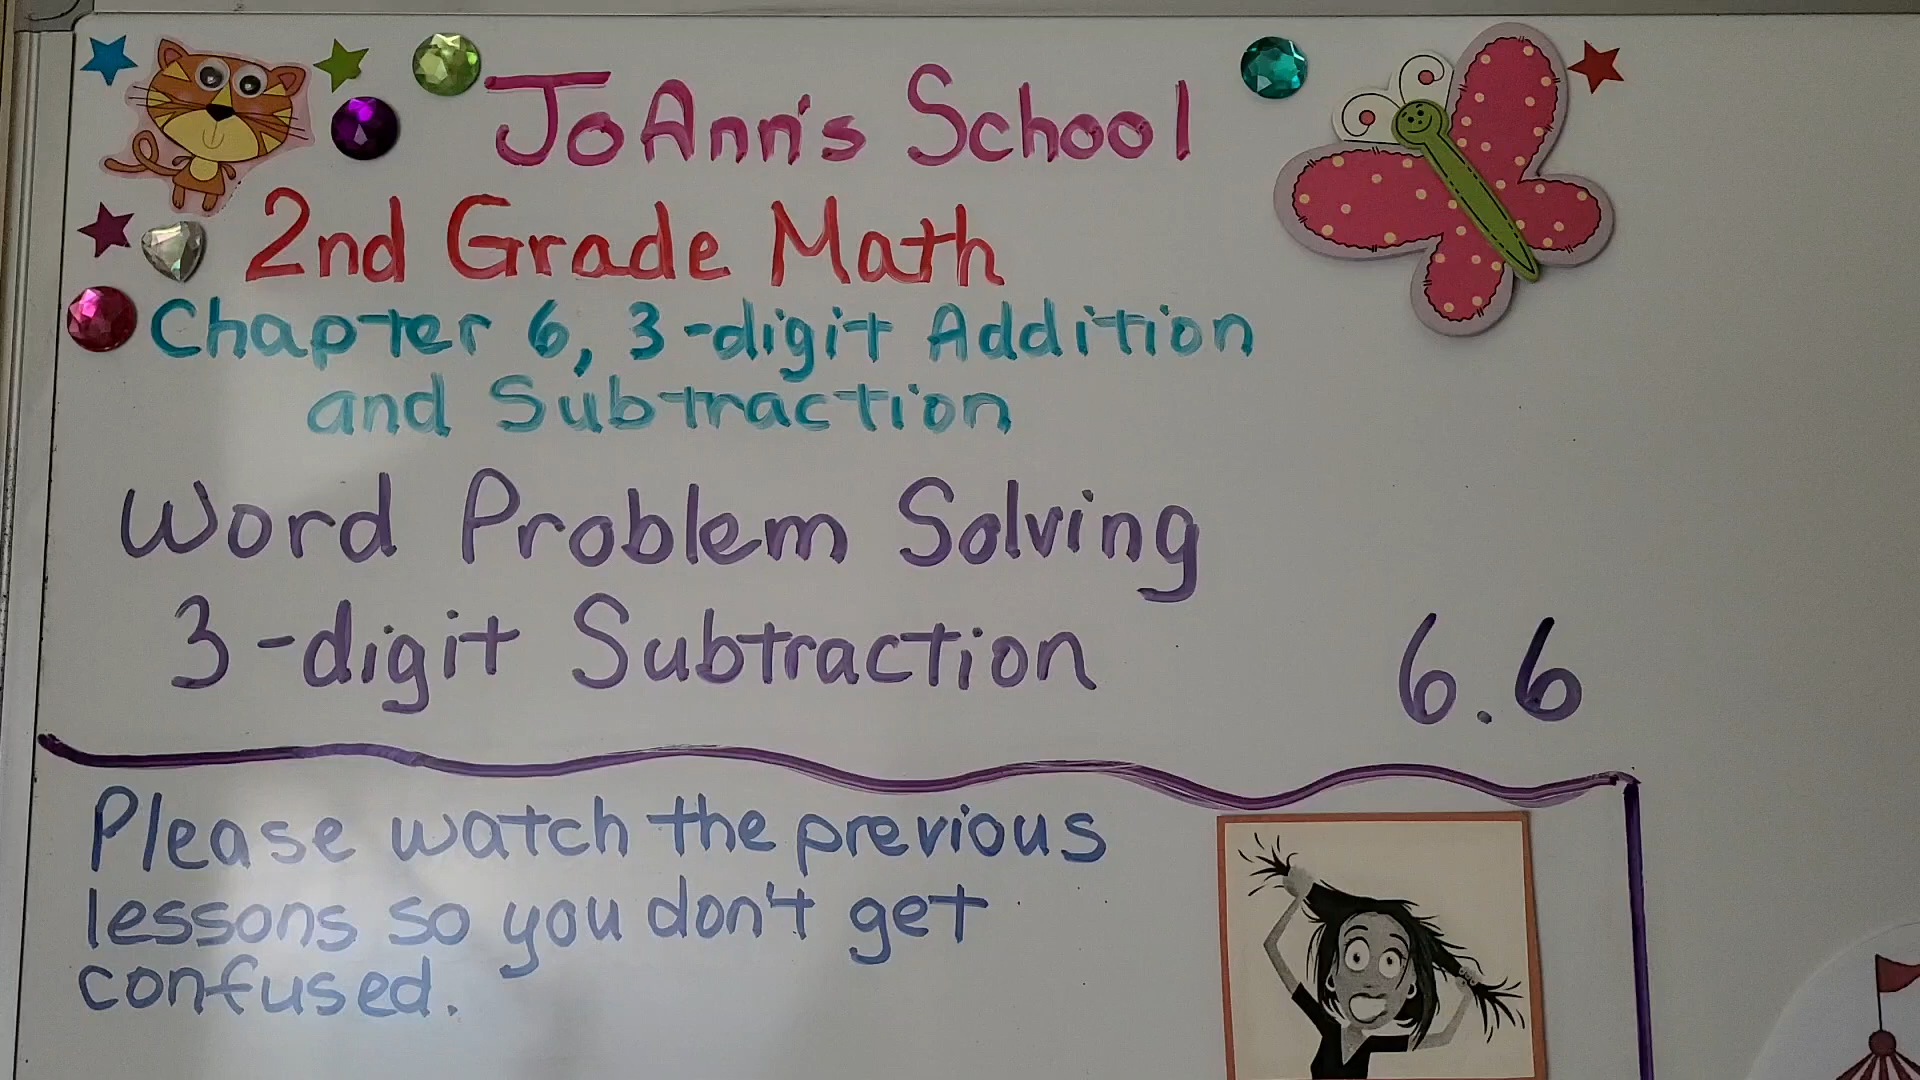 JoAnn's School
2nd Grade Math
Chapter 6, 3-digit Addition
and Subtraction
Word Problem Solving
3-digit Subtraction 6.6
Please watch the previous
lessons so you don't get
confused.